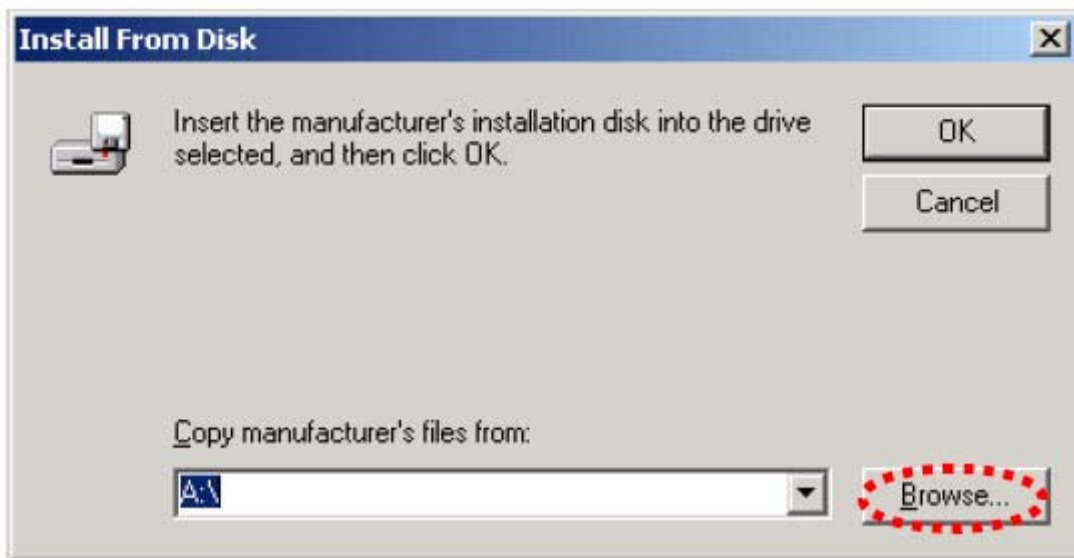 Install From Disk
Insert the manufacturer's installation disk into the drive
selected, and then click OK.
OK
Cancel
Copy manufacturer's files from:
A:\
Browse...